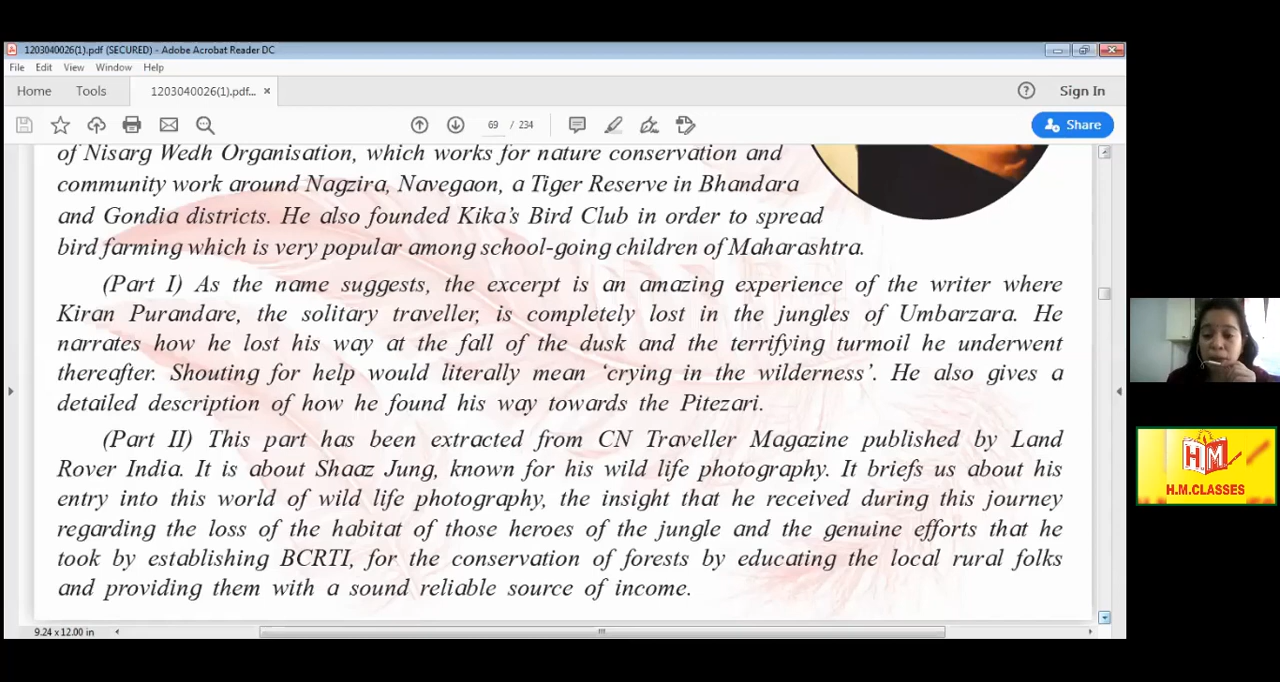 1203040026(1).pdf (SECURED) - Adobe Acrobat Reader DC
File Edit View Window Help
Home Tools 1203040026(1).pdf... × Sign In
69 / 234 Share
of Nisarg Wedh Organisation, which works for nature conservation and
community work around Nagzira, Navegaon, a Tiger Reserve in Bhandara
and Gondia districts. He also founded Kika's Bird Club in order to spread
bird farming which is very popular among school-going children of Maharashtra.
(Part I) As the name suggests, the excerpt is an amazing experience of the writer where
Kiran Purandare, the solitary traveller, is completely lost in the jungles of Umbarzara. He
narrates how he lost his way at the fall of the dusk and the terrifying turmoil he underwent
thereafter. Shouting for help would literally mean 'crying in the wilderness'. He also gives a
detailed description of how he found his way towards the Pitezari.
(Part II) This part has been extracted from CN Traveller Magazine published by Land
Rover India. It is about Shaaz Jung, known for his wild life photography. It briefs us about his
entry into this world of wild life photography, the insight that he received during this journey
regarding the loss of the habitat of those heroes of the jungle and the genuine efforts that he
took by establishing BCRTI, for the conservation of forests by educating the local rural folks
and providing them with a sound reliable source of income.
9.24 x 12.00 in
H.M
H.M.CLASSES